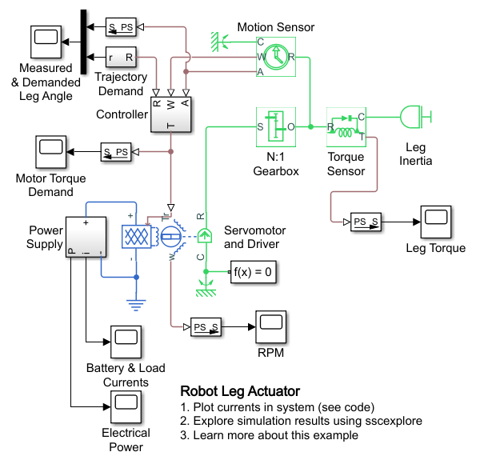 Motion Sensor
S PS
C
W
A
r R
Measured
& Demanded
Leg Angle
Trajectory
Demand
R W A
T
Controller
S O
N:1
Gearbox
R C
T
Torque
Sensor
Leg
Inertia
S PS
Motor Torque
Demand
PS S
Leg Torque
Power
Supply
+
P i -
+
-
Tr
w
R
C
Servomotor
and Driver
f(x) = 0
PS S
RPM
Battery & Load
Currents
Electrical
Power
Robot Leg Actuator
1. Plot currents in system (see code)
2. Explore simulation results using sscexplore
3. Learn more about this example